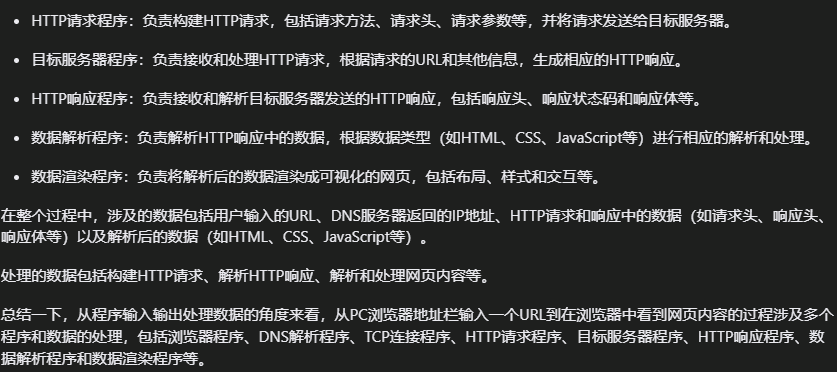 HTTP请求程序：负责构建HTTP请求，包括请求方法、请求头、请求参数等，并将请求发送给目标服务器。
目标服务器程序：负责接收和处理HTTP请求，根据请求的URL和其他信息，生成相应的HTTP响应。
HTTP响应程序：负责接收和解析目标服务器发送的HTTP响应，包括响应头、响应状态码和响应体等。
数据解析程序：负责解析HTTP响应中的数据，根据数据类型（如HTML、CSS、JavaScript等）进行相应的解析和处理。
数据渲染程序：负责将解析后的数据渲染成可视化的网页，包括布局、样式和交互等。
在整个过程中，涉及的数据包括用户输入的URL、DNS服务器返回的IP地址、HTTP请求和响应中的数据（如请求头、响应头、
响应体等）以及解析后的数据（如HTML、CSS、JavaScript等）。
处理的数据包括构建HTTP请求、解析HTTP响应、解析和处理网页内容等。
总结一下，从程序输入输出处理数据的角度来看，从PC浏览器地址栏输入一个URL到在浏览器中看到网页内容的过程涉及多个
程序和数据的处理，包括浏览器程序、DNS解析程序、TCP连接程序、HTTP请求程序、目标服务器程序、HTTP响应程序、数
据解析程序和数据渲染程序等。